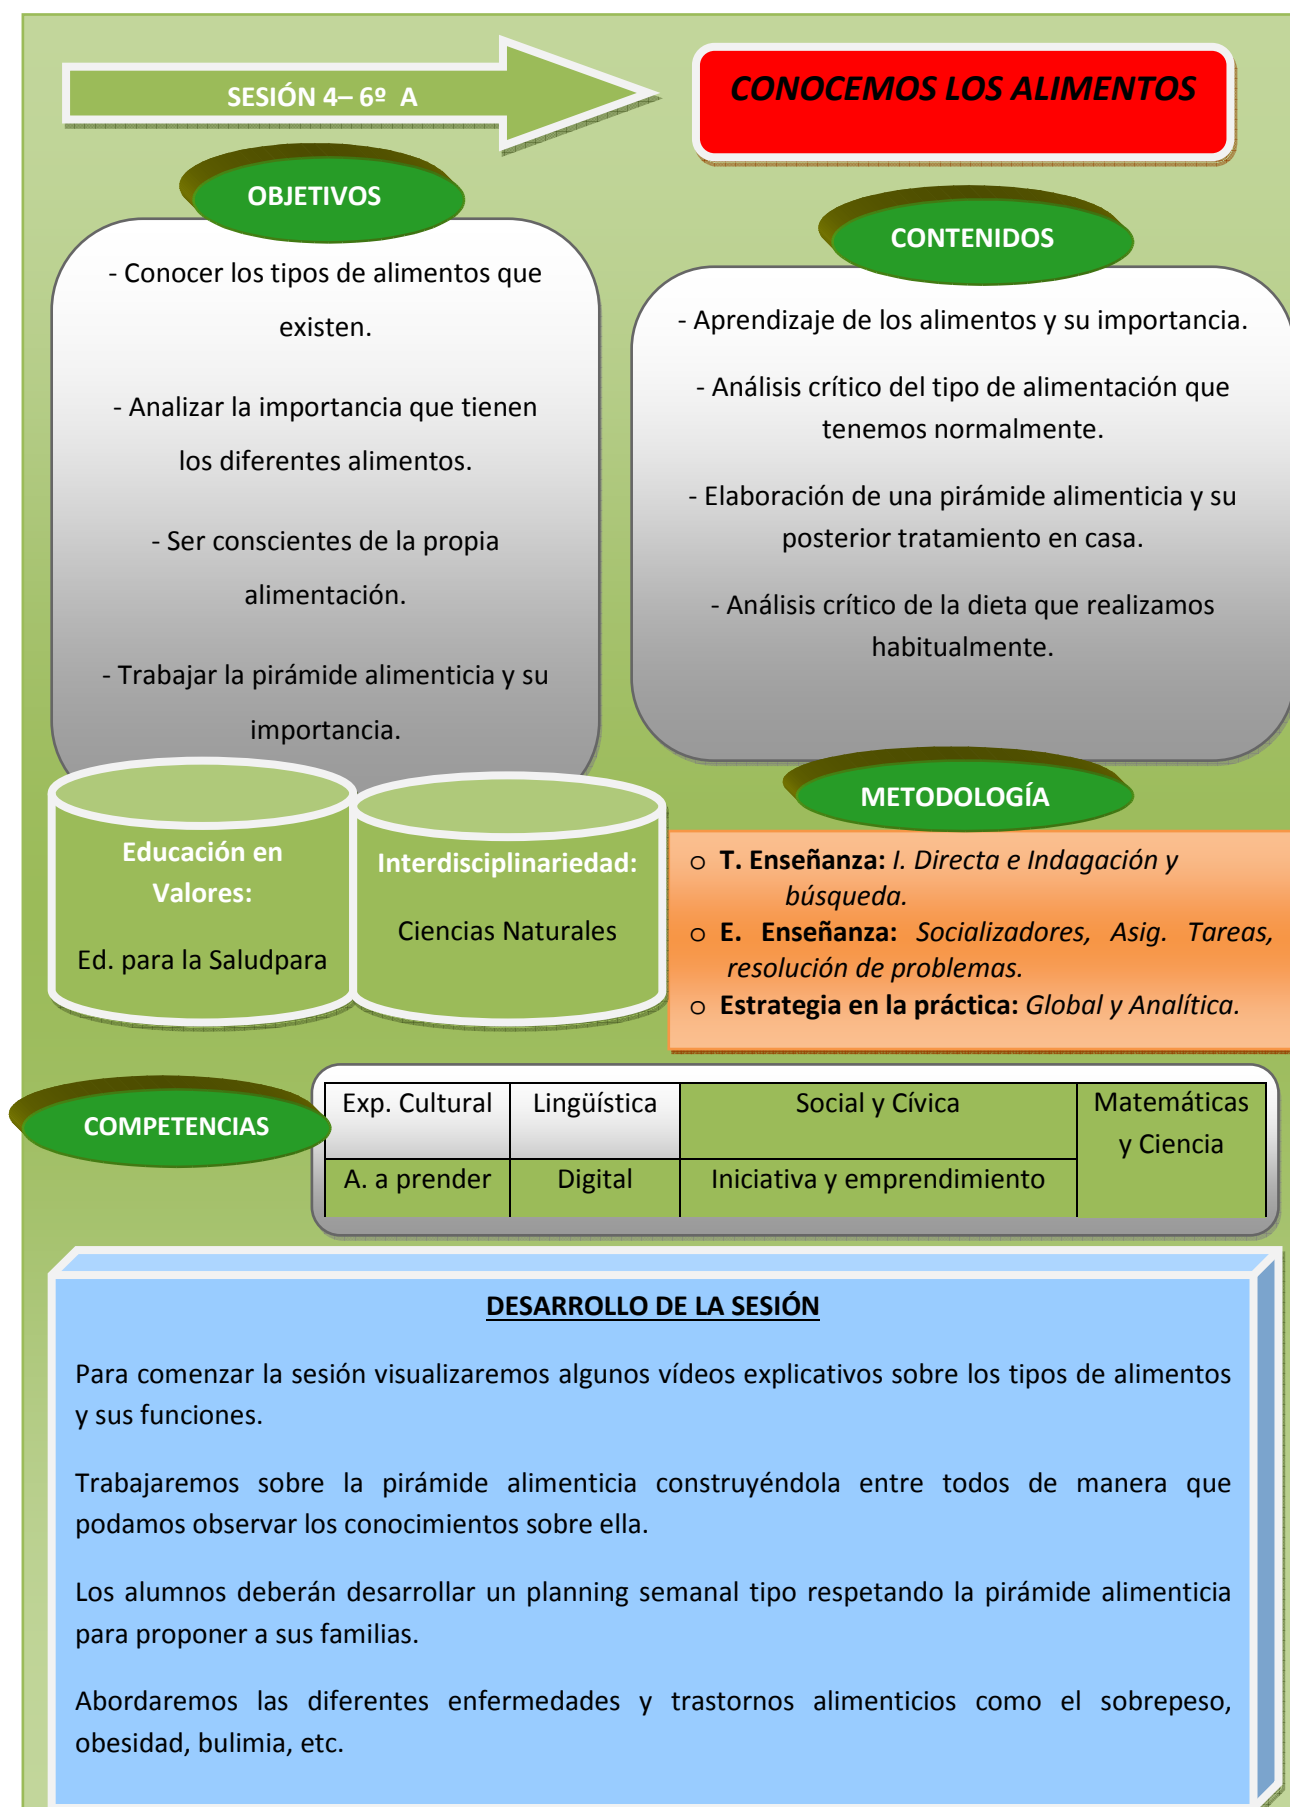 SESIÓN 4– 6º A
CONOCEMOS LOS ALIMENTOS
OBJETIVOS
- Conocer los tipos de alimentos que
existen.
- Analizar la importancia que tienen
los diferentes alimentos.
- Ser conscientes de la propia
alimentación.
- Trabajar la pirámide alimenticia y su
importancia.
CONTENIDOS
- Aprendizaje de los alimentos y su importancia.
- Análisis crítico del tipo de alimentación que
tenemos normalmente.
- Elaboración de una pirámide alimenticia y su
posterior tratamiento en casa.
- Análisis crítico de la dieta que realizamos
habitualmente.
Educación en
Valores:
Ed. para la Saludpara
Interdisciplinariedad:
Ciencias Naturales
METODOLOGÍA
o T. Enseñanza: I. Directa e Indagación y
búsqueda.
o E. Enseñanza: Socializadores, Asig. Tareas,
resolución de problemas.
o Estrategia en la práctica: Global y Analítica.
COMPETENCIAS
Exp. Cultural Lingüística Social y Cívica Matemáticas
y Ciencia
A. a prender Digital Iniciativa y emprendimiento
DESARROLLO DE LA SESIÓN
Para comenzar la sesión visualizaremos algunos vídeos explicativos sobre los tipos de alimentos
y sus funciones.
Trabajaremos sobre la pirámide alimenticia construyéndola entre todos de manera que
podamos observar los conocimientos sobre ella.
Los alumnos deberán desarrollar un planning semanal tipo respetando la pirámide alimenticia
para proponer a sus familias.
Abordaremos las diferentes enfermedades y trastornos alimenticios como el sobrepeso,
obesidad, bulimia, etc.